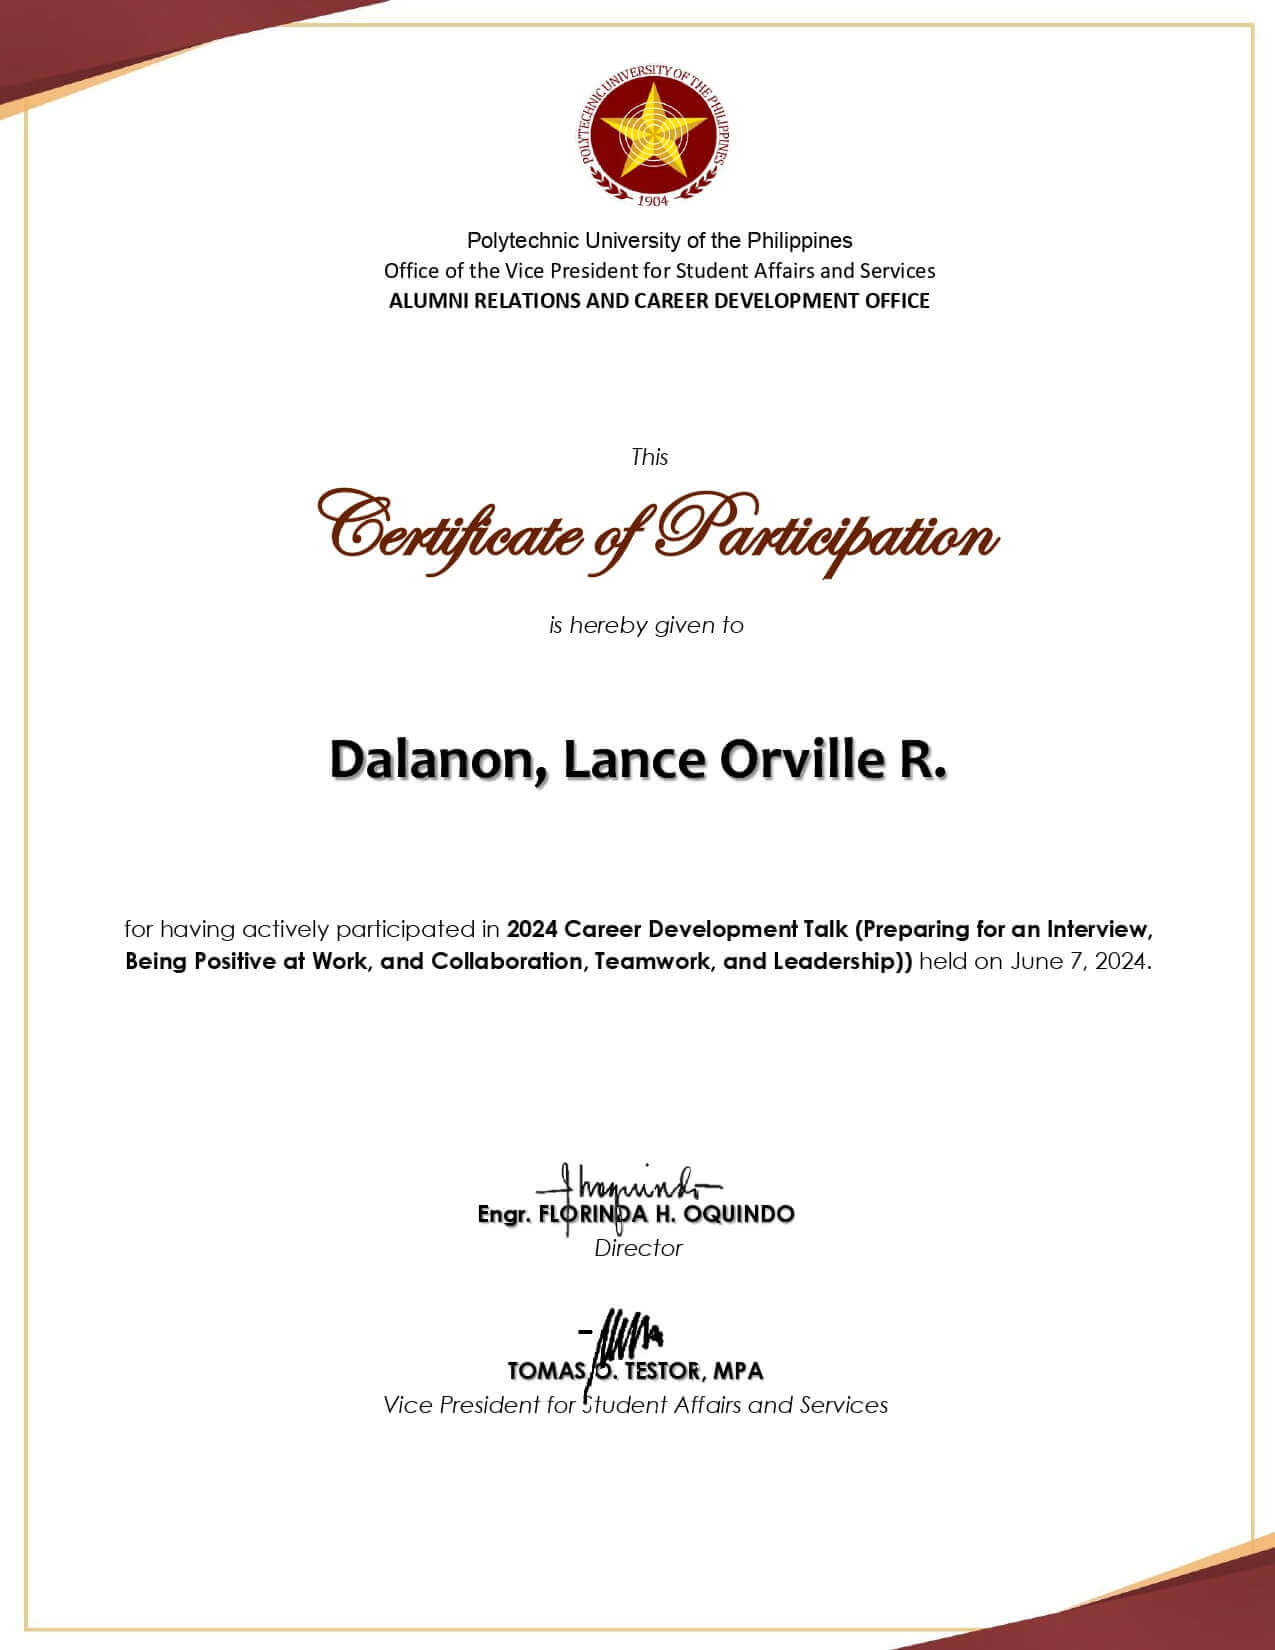 POLYTECHNIC UNIVERSITY OF THE PHILIPPINES
1904
Polytechnic University of the Philippines
Office of the Vice President for Student Affairs and Services
ALUMNI RELATIONS AND CAREER DEVELOPMENT OFFICE
This
Certificate of Participation
is hereby given to
Dalanon, Lance Orville R.
for having actively participated in 2024 Career Development Talk (Preparing for an Interview,
Being Positive at Work, and Collaboration, Teamwork, and Leadership)) held on June 7, 2024.
Engr. FLORINDA H. OQUINDO
Director
TOMAS O. TESTOR, MPA
Vice President for Student Affairs and Services